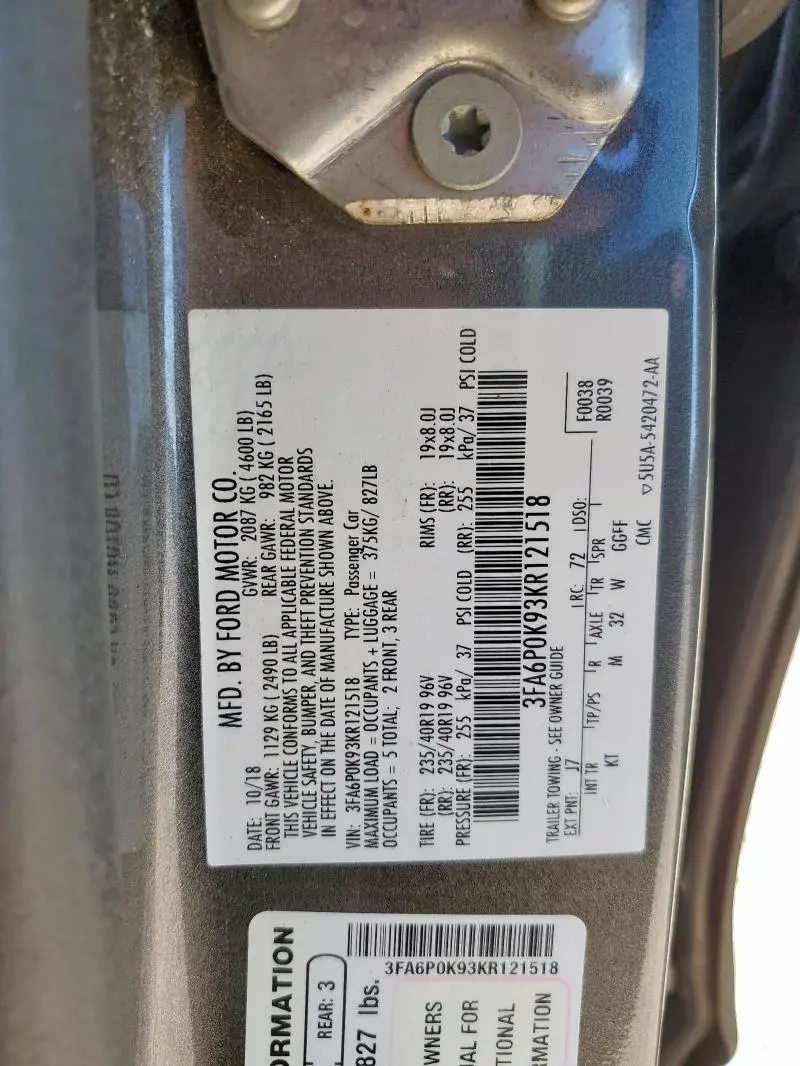 MFD. BY FORD MOTOR CO.
DATE: 10/18 GVWR: 2087 KG ( 4600 LB)
FRONT GAWR: 1129 KG ( 2490 LB) REAR GAWR: 982 KG ( 2165 LB)
THIS VEHICLE CONFORMS TO ALL APPLICABLE FEDERAL MOTOR
VEHICLE SAFETY, BUMPER, AND THEFT PREVENTION STANDARDS
IN EFFECT ON THE DATE OF MANUFACTURE SHOWN ABOVE.
VIN: 3FA6P0K93KR121518 TYPE: Passenger Car
MAXIMUM LOAD = OCCUPANTS + LUGGAGE = 375KG/ 827LB
OCCUPANTS = 5 TOTAL; 2 FRONT, 3 REAR
TIRE (FR): 235/40R19 96V RIMS (FR): 19x8.0J
(RR): 235/40R19 96V (RR): 19x8.0J
PRESSURE (FR): 255 kPa/ 37 PSI COLD (RR): 255 kPa/ 37 PSI COLD
3FA6P0K93KR121518
TRAILER TOWING - SEE OWNER GUIDE
EXT PNT: J7 RC: 72 DSO: F0038
R0039
INT TR TP/PS R AXLE TR SPR
KT M 32 W GGFF
CMC ▽5U5A-5420472-AA
3FA6P0K93KR121518
ORMATION
REAR: 3
827 lbs.
WNERS
AL FOR
TIONAL
MATION